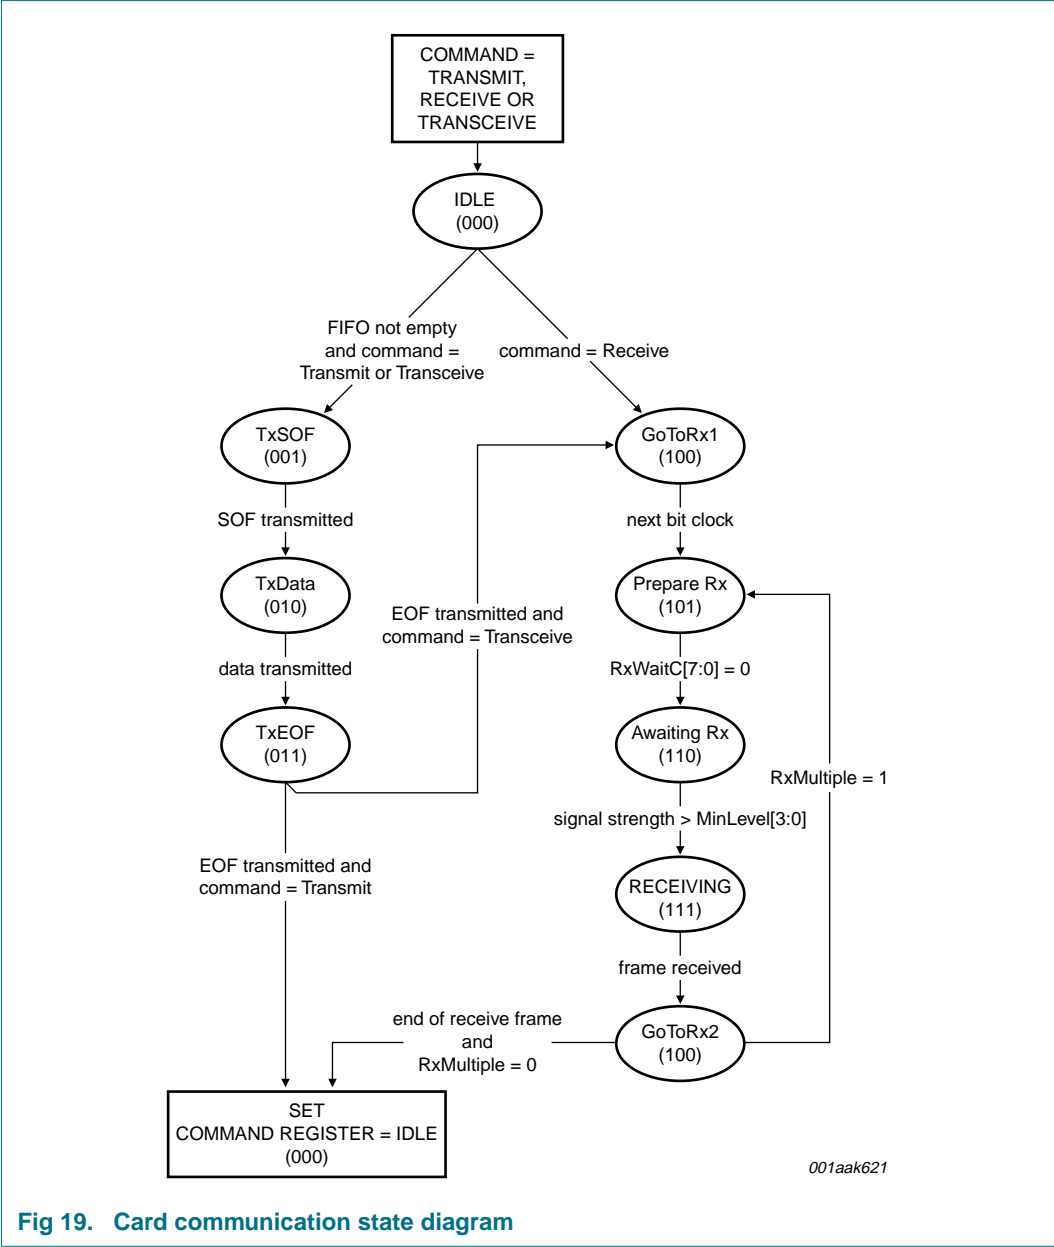 COMMAND =
TRANSMIT,
RECEIVE OR
TRANSCEIVE
IDLE
(000)
FIFO not empty
and command =
Transmit or Transceive
command = Receive
TxSOF
(001)
GoToRx1
(100)
SOF transmitted
next bit clock
TxData
(010)
EOF transmitted and
command = Transceive
Prepare Rx
(101)
data transmitted
RxWaitC[7:0] = 0
TxEOF
(011)
Awaiting Rx
(110)
RxMultiple = 1
signal strength > MinLevel[3:0]
EOF transmitted and
command = Transmit
RECEIVING
(111)
frame received
end of receive frame
and
RxMultiple = 0
GoToRx2
(100)
SET
COMMAND REGISTER = IDLE
(000)
001aak621
Fig 19. Card communication state diagram